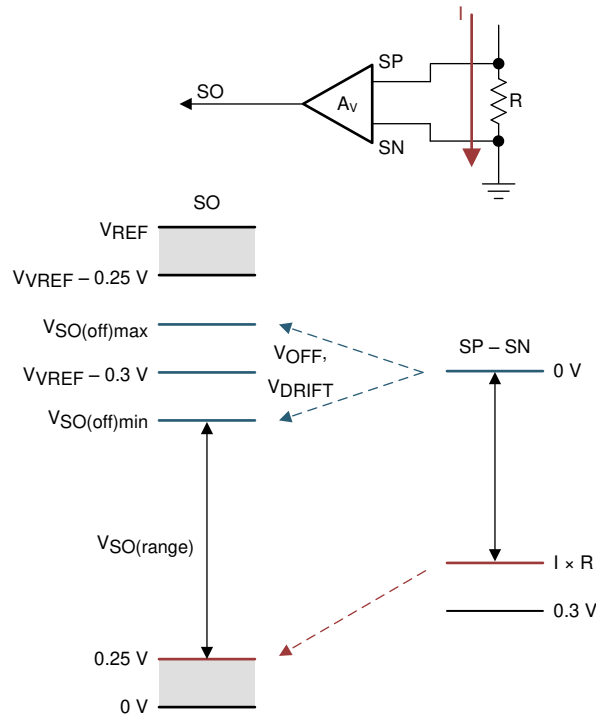 I
SP
SO
AV
R
SN
SO
VREF
VVREF – 0.25 V
VSO(off)max
VOFF,
SP – SN
VVREF – 0.3 V
0 V
VDRIFT
VSO(off)min
VSO(range)
I × R
0.3 V
0.25 V
0 V